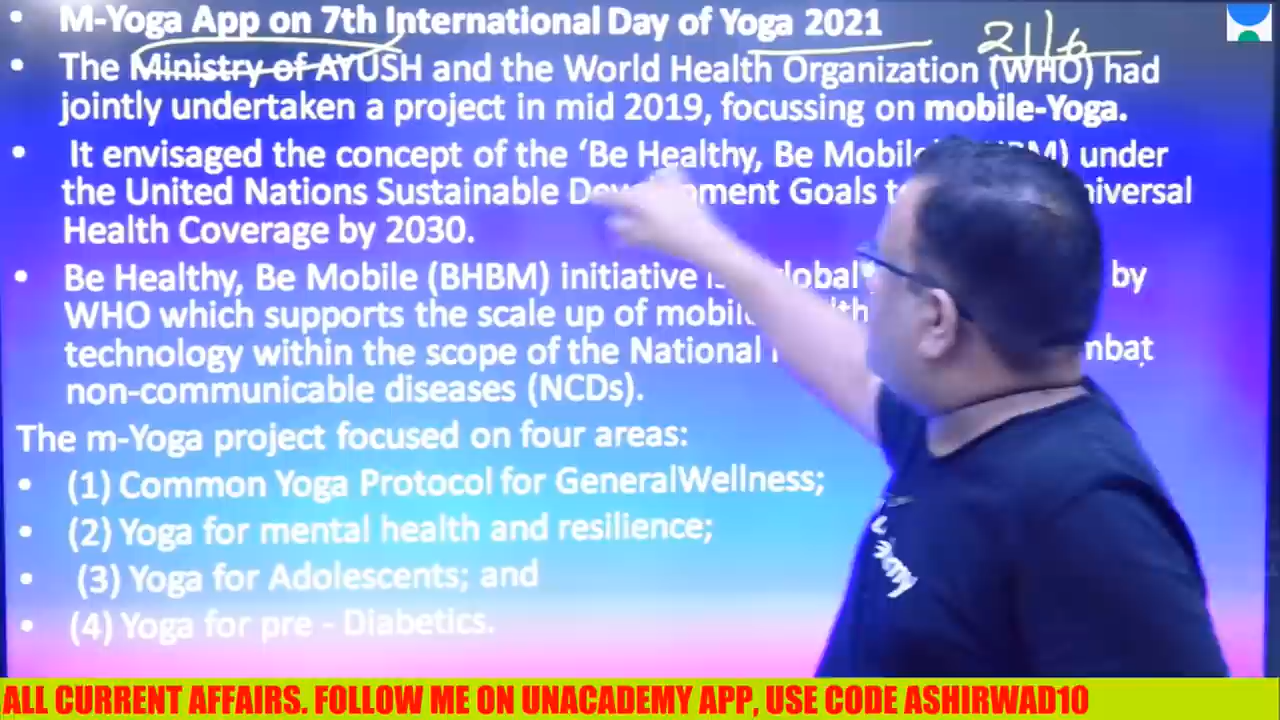 • M-Yoga App on 7th International Day of Yoga 2021
21/6
• The Ministry of AYUSH and the World Health Organization (WHO) had
jointly undertaken a project in mid 2019, focussing on mobile-Yoga.
• It envisaged the concept of the ‘Be Healthy, Be Mobile under
the United Nations Sustainable Goals
Health Coverage by 2030.
• Be Healthy, Be Mobile (BHBM) initiative by
WHO which supports the scale up of
technology within the scope of the National
non-communicable diseases (NCDs).
The m-Yoga project focused on four areas:
• (1) Common Yoga Protocol for GeneralWellness;
• (2) Yoga for mental health and resilience;
• (3) Yoga for Adolescents; and
• (4) Yoga for pre - Diabetics.
ALL CURRENT AFFAIRS. FOLLOW ME ON UNACADEMY APP, USE CODE ASHIRWAD10